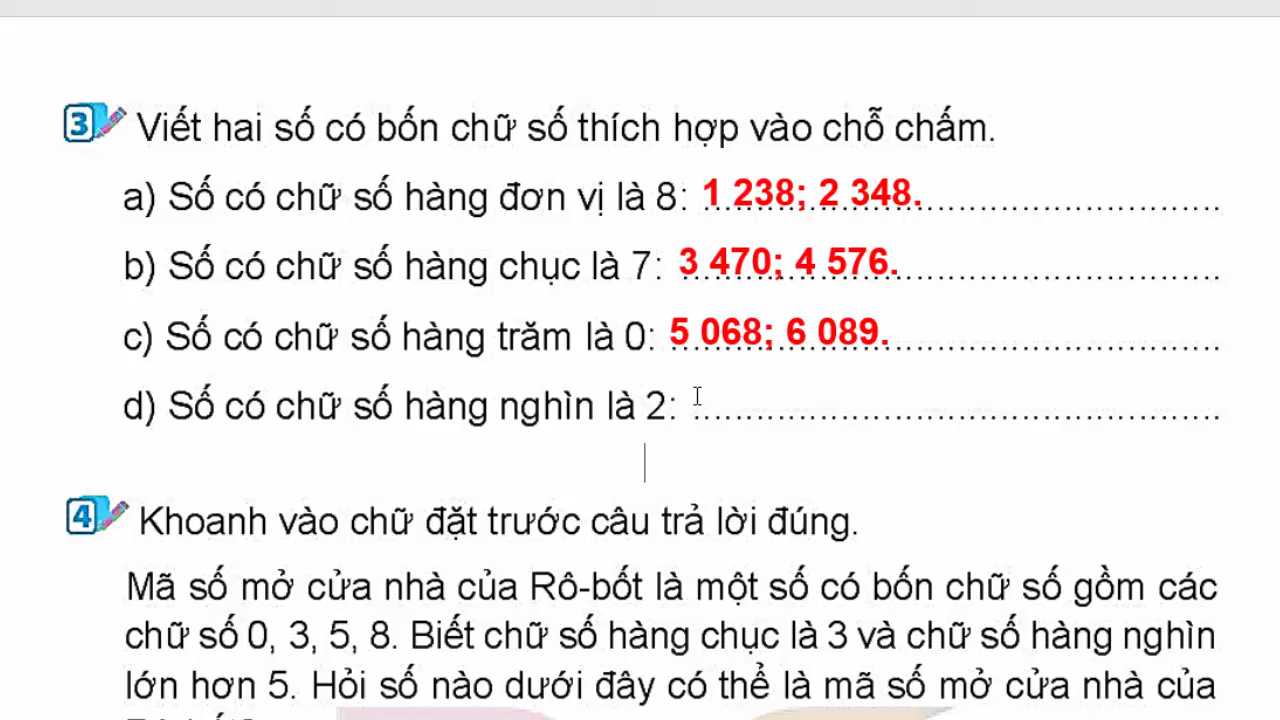 3 Viết hai số có bốn chữ số thích hợp vào chỗ chấm.
a) Số có chữ số hàng đơn vị là 8: 1 238; 2 348. ........................
b) Số có chữ số hàng chục là 7: 3 470; 4 576. ........................
c) Số có chữ số hàng trăm là 0: 5 068; 6 089. ........................
d) Số có chữ số hàng nghìn là 2: ................................................
4 Khoanh vào chữ đặt trước câu trả lời đúng.
Mã số mở cửa nhà của Rô-bốt là một số có bốn chữ số gồm các
chữ số 0, 3, 5, 8. Biết chữ số hàng chục là 3 và chữ số hàng nghìn
lớn hơn 5. Hỏi số nào dưới đây có thể là mã số mở cửa nhà của